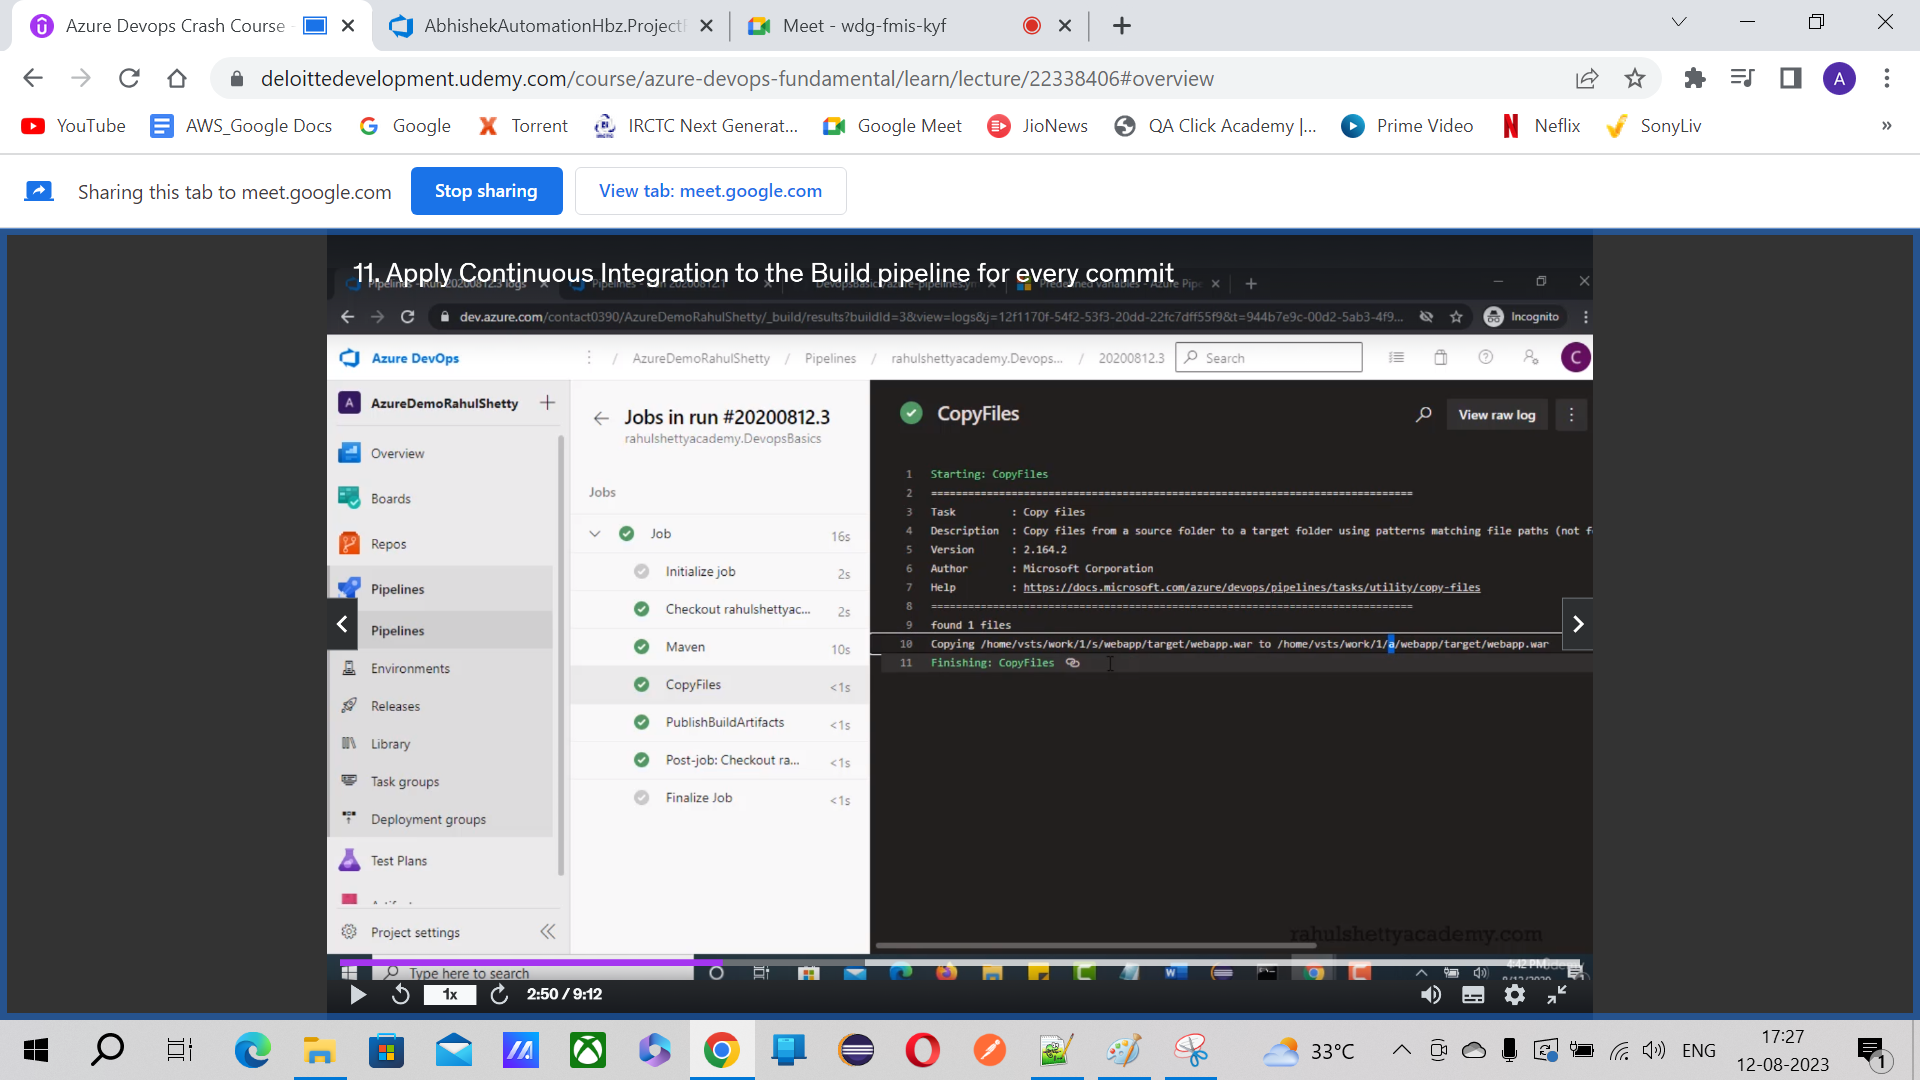 Azure Devops Crash Course
AbhishekAutomationHbz.Project
Meet - wdg-fmis-kyf
deloittedevelopment.udemy.com/course/azure-devops-fundamental/learn/lecture/22338406#overview
A
YouTube
AWS_Google Docs
Google
Torrent
IRCTC Next Generat...
Google Meet
JioNews
QA Click Academy |...
Prime Video
Neflix
SonyLiv
»
Sharing this tab to meet.google.com
Stop sharing
View tab: meet.google.com
11. Apply Continuous Integration to the Build pipeline for every commit
Pipelines - Run 20200812.3 logs
dev.azure.com/contact0390/AzureDemoRahulShetty/_build/results?buildId=3&view=logs&j=12f1170f-54f2-53f3-20dd-22fc7dff55f9&t=944b7e9c-00d2-5ab3-4f9...
Incognito
Azure DevOps
/ AzureDemoRahulShetty / Pipelines / rahulshettyacademy.Devops... / 20200812.3
Search
C
A AzureDemoRahulShetty
Overview
Boards
Repos
Pipelines
Pipelines
Environments
Releases
Library
Task groups
Deployment groups
Test Plans
Project settings
Jobs in run #20200812.3
rahulshettyacademy.DevopsBasics
Jobs
Job 16s
Initialize job 2s
Checkout rahulshettyac... 2s
Maven 10s
CopyFiles <1s
PublishBuildArtifacts <1s
Post-job: Checkout ra... <1s
Finalize Job <1s
CopyFiles
View raw log
1 Starting: CopyFiles
2 ==============================================================================
3 Task : Copy files
4 Description : Copy files from a source folder to a target folder using patterns matching file paths (not f
5 Version : 2.164.2
6 Author : Microsoft Corporation
7 Help : https://docs.microsoft.com/azure/devops/pipelines/tasks/utility/copy-files
8 ==============================================================================
9 found 1 files
10 Copying /home/vsts/work/1/s/webapp/target/webapp.war to /home/vsts/work/1/a/webapp/target/webapp.war
11 Finishing: CopyFiles
rahulshettyacademy.com
Type here to search
4:42 PM
1x
2:50 / 9:12
33°C
ENG
17:27
12-08-2023
1